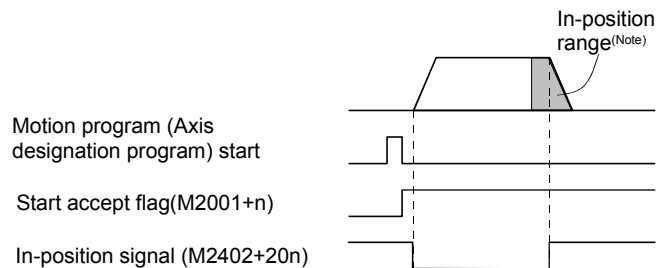 In-position
range(Note)
Motion program (Axis
designation program) start
Start accept flag(M2001+n)
In-position signal (M2402+20n)